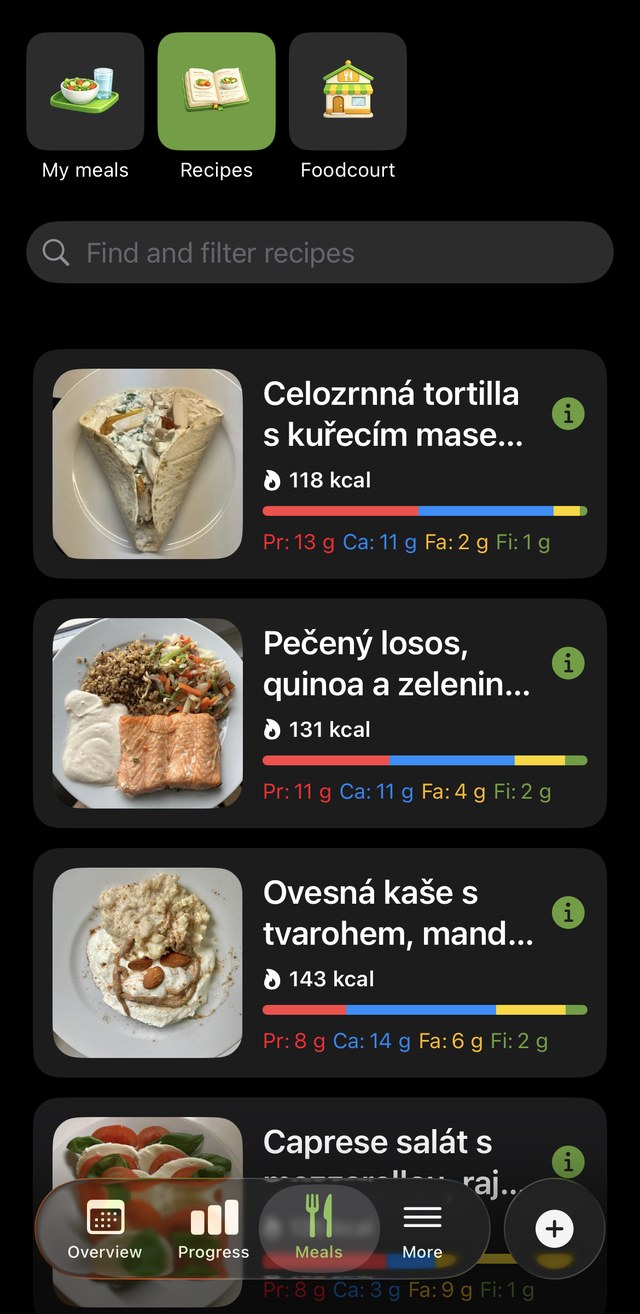 My meals
Recipes
Foodcourt
Find and filter recipes
Celozrnná tortilla
s kuřecím mase...
118 kcal
Pr: 13 g Ca: 11 g Fa: 2 g Fi: 1 g
Pečený losos,
quinoa a zelenin...
131 kcal
Pr: 11 g Ca: 11 g Fa: 4 g Fi: 2 g
Ovesná kaše s
tvarohem, mand...
143 kcal
Pr: 8 g Ca: 14 g Fa: 6 g Fi: 2 g
Caprese salát s
raj...
Overview
Progress
Meals
More
Pr: 8 g Ca: 3 g Fa: 9 g Fi: 1 g